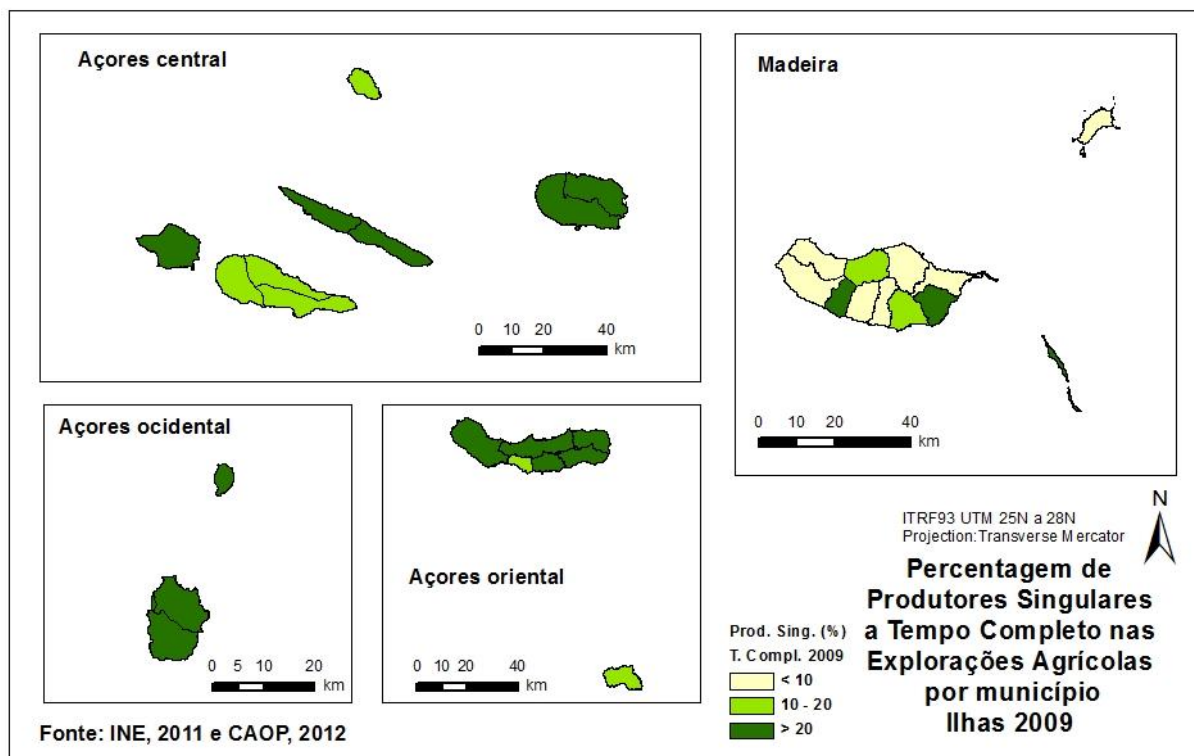 Açores central
0 10 20 40
km
Madeira
0 10 20 40
km
Açores ocidental
0 5 10 20
km
Açores oriental
0 10 20 40
km
N
ITRF93 UTM 25N a 28N
Projection:Transverse Mercator
Percentagem de
Produtores Singulares
a Tempo Completo nas
Explorações Agrícolas
por município
Ilhas 2009
Prod. Sing. (%)
T. Compl. 2009
< 10
10 - 20
> 20
Fonte: INE, 2011 e CAOP, 2012